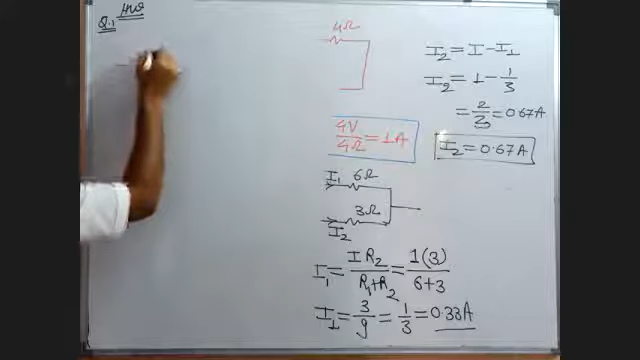 Q.1 HW
4Ω
4V/4Ω = 1A
I₁ 6Ω
3Ω
I₂
I₁ = I R₂/R₁+R₂ = 1(3)/6+3
I₁ = 3/9 = 1/3 = 0.33A
I₂ = I - I₁
I₂ = 1 - 1/3
= 2/3 = 0.67A
I₂ = 0.67A